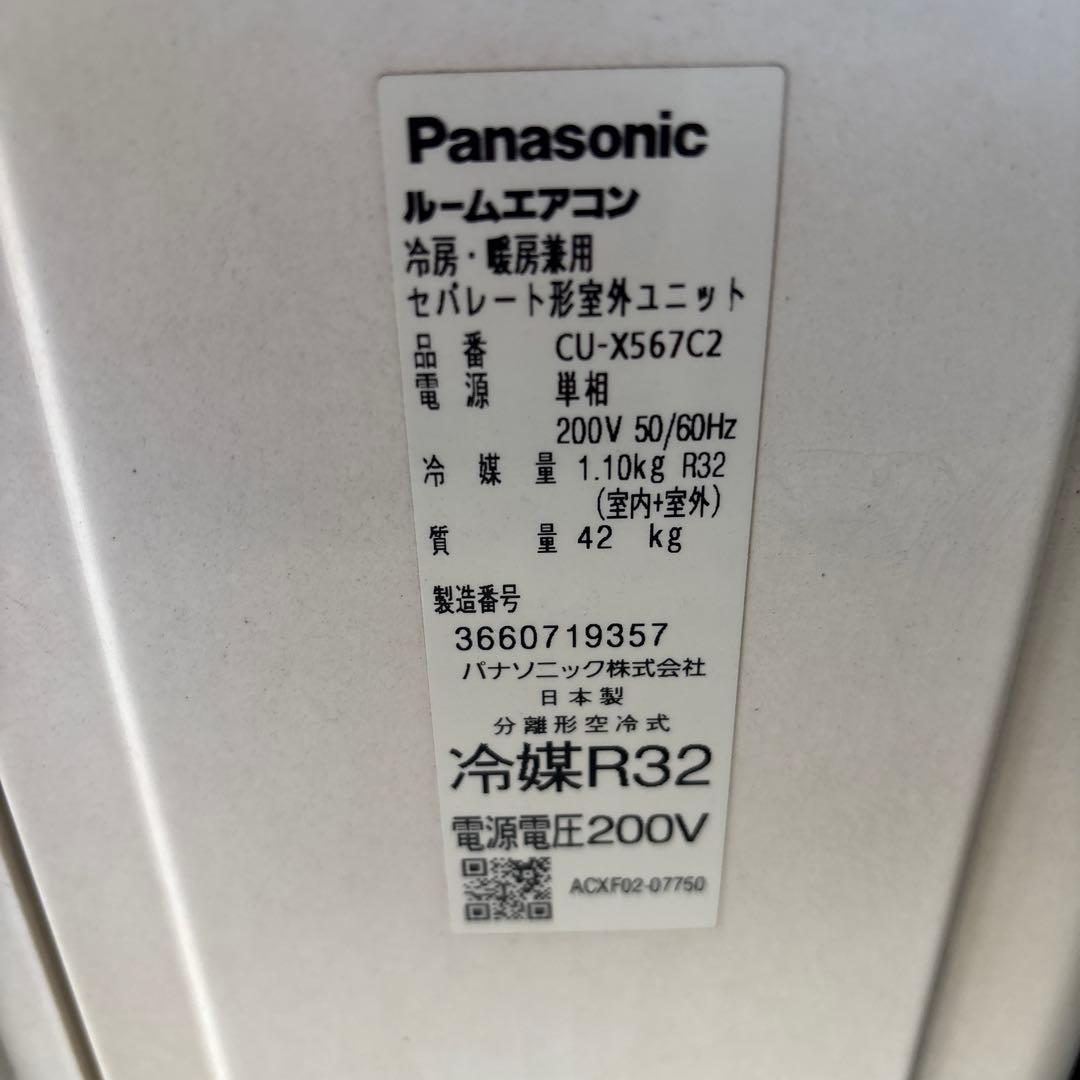 Panasonic
ルームエアコン
冷房・暖房兼用
セパレート形室外ユニット
品番 CU-X567C2
電源 単相
200V 50/60Hz
冷媒量 1.10kg R32
(室内+室外)
質量 42 kg
製造番号
3660719357
パナソニック株式会社
日本製
分離形空冷式
冷媒R32
電源電圧200V
ACXF02-07750